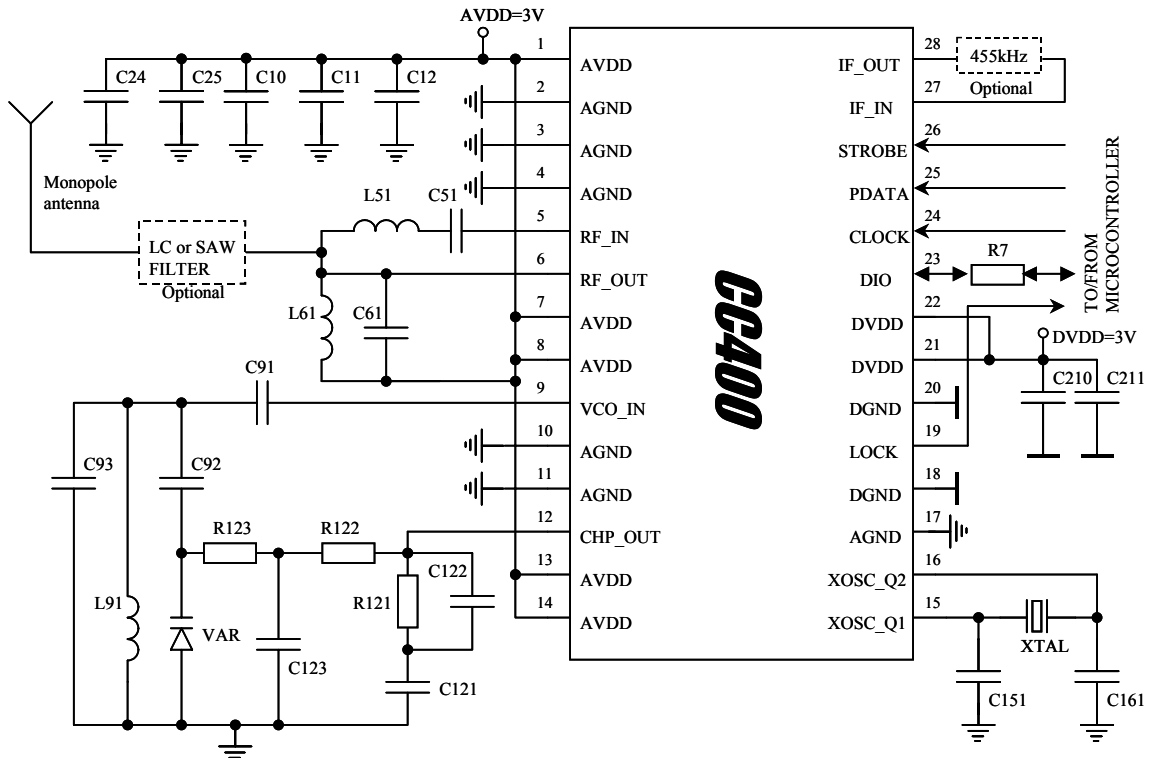 AVDD=3V
C24
C25
C10
C11
C12
Monopole
antenna
LC or SAW
FILTER
Optional
L51
C51
L61
C61
C91
C93
C92
R123
R122
C122
R121
L91
VAR
C123
C121
1
AVDD
2
AGND
3
AGND
4
AGND
5
RF_IN
6
RF_OUT
7
AVDD
8
AVDD
9
VCO_IN
10
AGND
11
AGND
12
CHP_OUT
13
AVDD
14
AVDD
CC400
28
IF_OUT
27
IF_IN
26
STROBE
25
PDATA
24
CLOCK
23
DIO
22
DVDD
21
DVDD
20
DGND
19
LOCK
18
DGND
17
AGND
16
XOSC_Q2
15
XOSC_Q1
455kHz
Optional
R7
TO/FROM
MICROCONTROLLER
DVDD=3V
C210
C211
XTAL
C151
C161